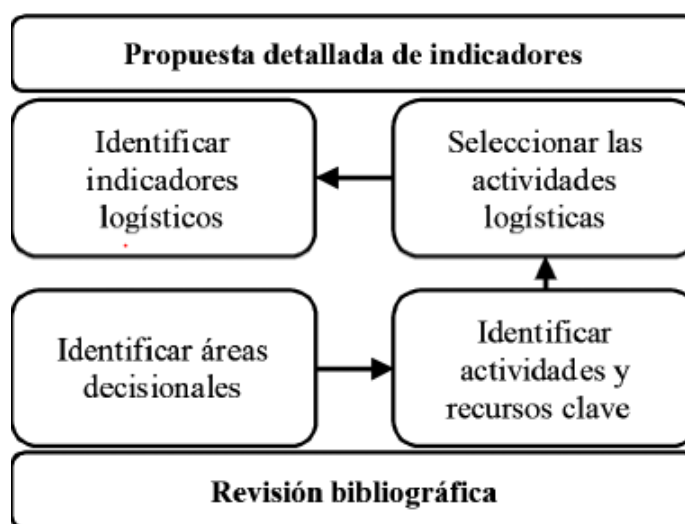 Propuesta detallada de indicadores
Identificar
indicadores
logísticos
Seleccionar las
actividades
logísticas
Identificar áreas
decisionales
Identificar
actividades y
recursos clave
Revisión bibliográfica